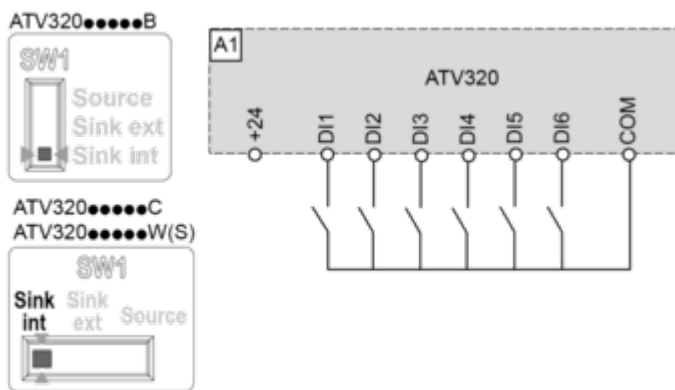 ATV320●●●●●B
SW1
Source
Sink ext
Sink int
ATV320●●●●●C
ATV320●●●●●W(S)
SW1
Sink int
Sink ext
Source
A1
ATV320
+24
DI1
DI2
DI3
DI4
DI5
DI6
COM